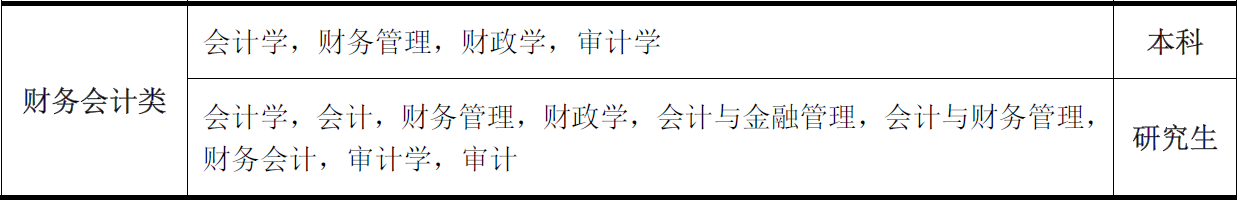 财务会计类
会计学，财务管理，财政学，审计学
本科
会计学，会计，财务管理，财政学，会计与金融管理，会计与财务管理，
财务会计，审计学，审计
研究生